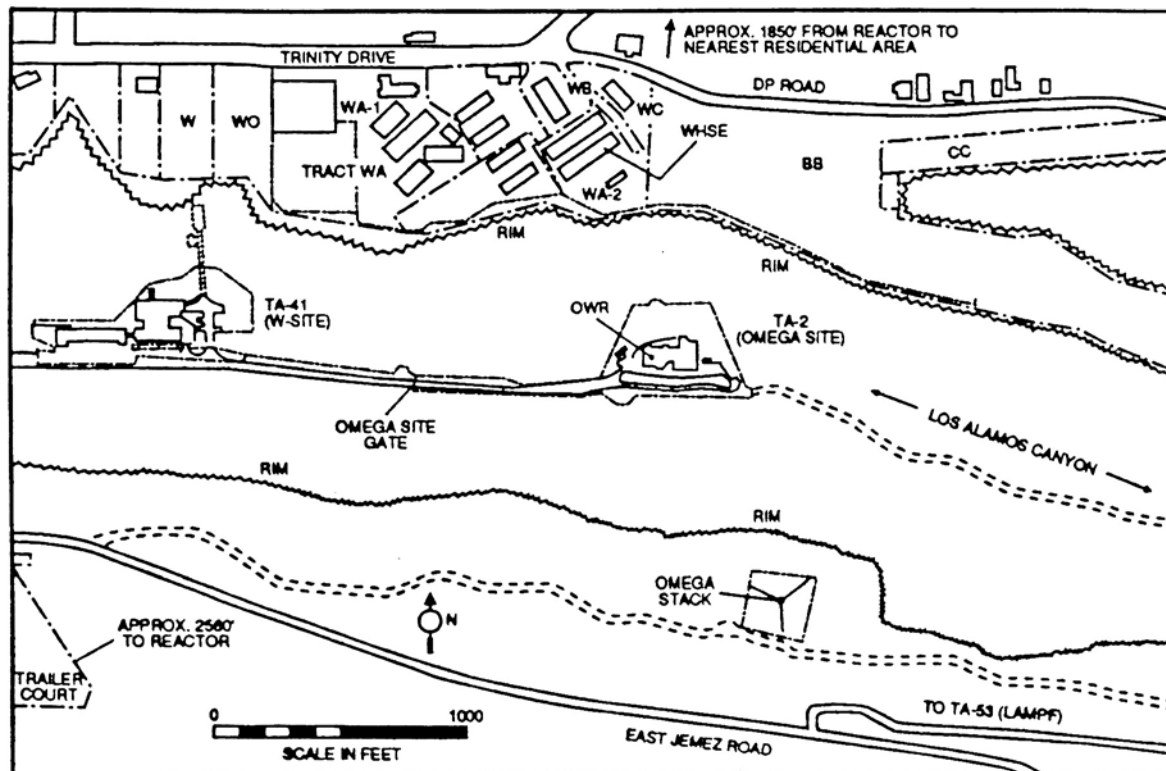 APPROX. 1850' FROM REACTOR TO
NEAREST RESIDENTIAL AREA
TRINITY DRIVE
DP ROAD
WA-1
WB
WC
W
WO
WHSE
TRACT WA
BB
CC
WA-2
RIM
RIM
TA-41
(W-SITE)
OWR
TA-2
(OMEGA SITE)
OMEGA SITE
GATE
LOS ALAMOS CANYON
RIM
RIM
OMEGA
STACK
N
APPROX. 2560'
TO REACTOR
TRAILER
COURT
0
1000
SCALE IN FEET
EAST JEMEZ ROAD
TO TA-53 (LAMPF)